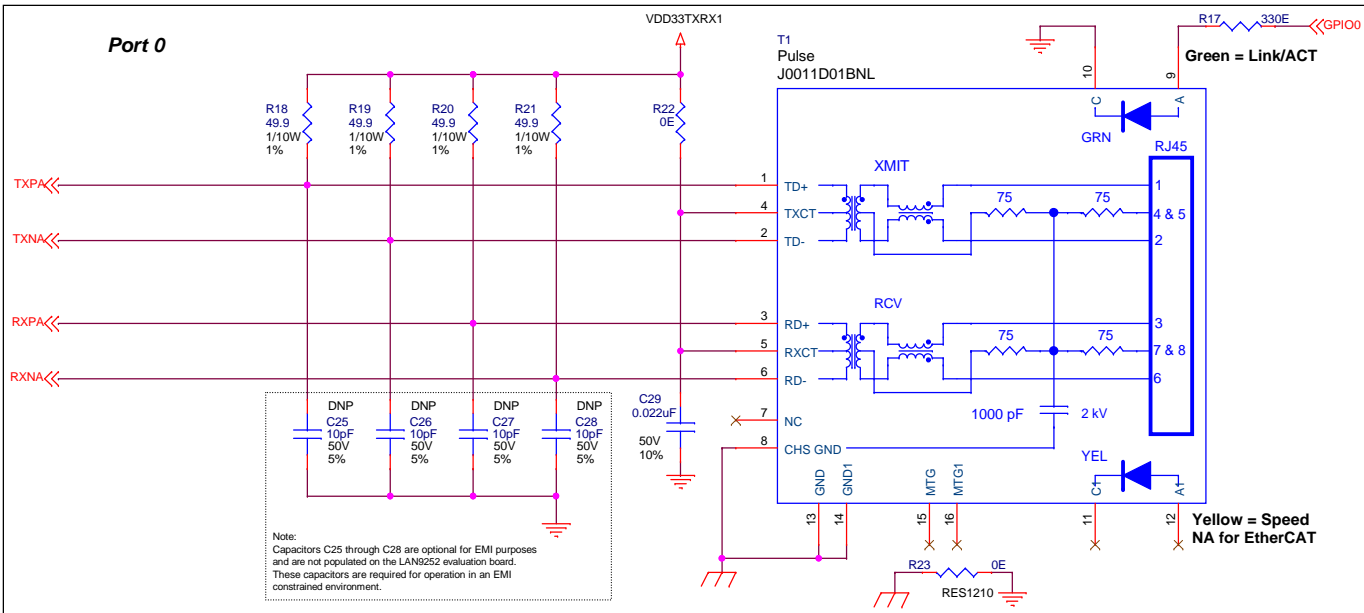 Port 0
VDD33TXRX1
T1
Pulse
J0011D01BNL
R17
330E
GPIO0
Green = Link/ACT
10
9
C
A
GRN
RJ45
R18
49.9
1/10W
1%
R19
49.9
1/10W
1%
R20
49.9
1/10W
1%
R21
49.9
1/10W
1%
R22
0E
XMIT
TXPA
1
TD+
75
75
1
4
TXCT
4 & 5
TXNA
2
TD-
2
RCV
RXPA
3
RD+
75
75
3
5
RXCT
7 & 8
RXNA
6
RD-
6
DNP
C25
10pF
50V
5%
DNP
C26
10pF
50V
5%
DNP
C27
10pF
50V
5%
DNP
C28
10pF
50V
5%
C29
0.022uF
50V
10%
7
NC
1000 pF
2 kV
8
CHS GND
YEL
GND
GND1
MTG
MTG1
C1
A1
13
14
15
16
11
12
Yellow = Speed
NA for EtherCAT
Note:
Capacitors C25 through C28 are optional for EMI purposes
and are not populated on the LAN9252 evaluation board.
These capacitors are required for operation in an EMI
constrained environment.
R23
0E
RES1210